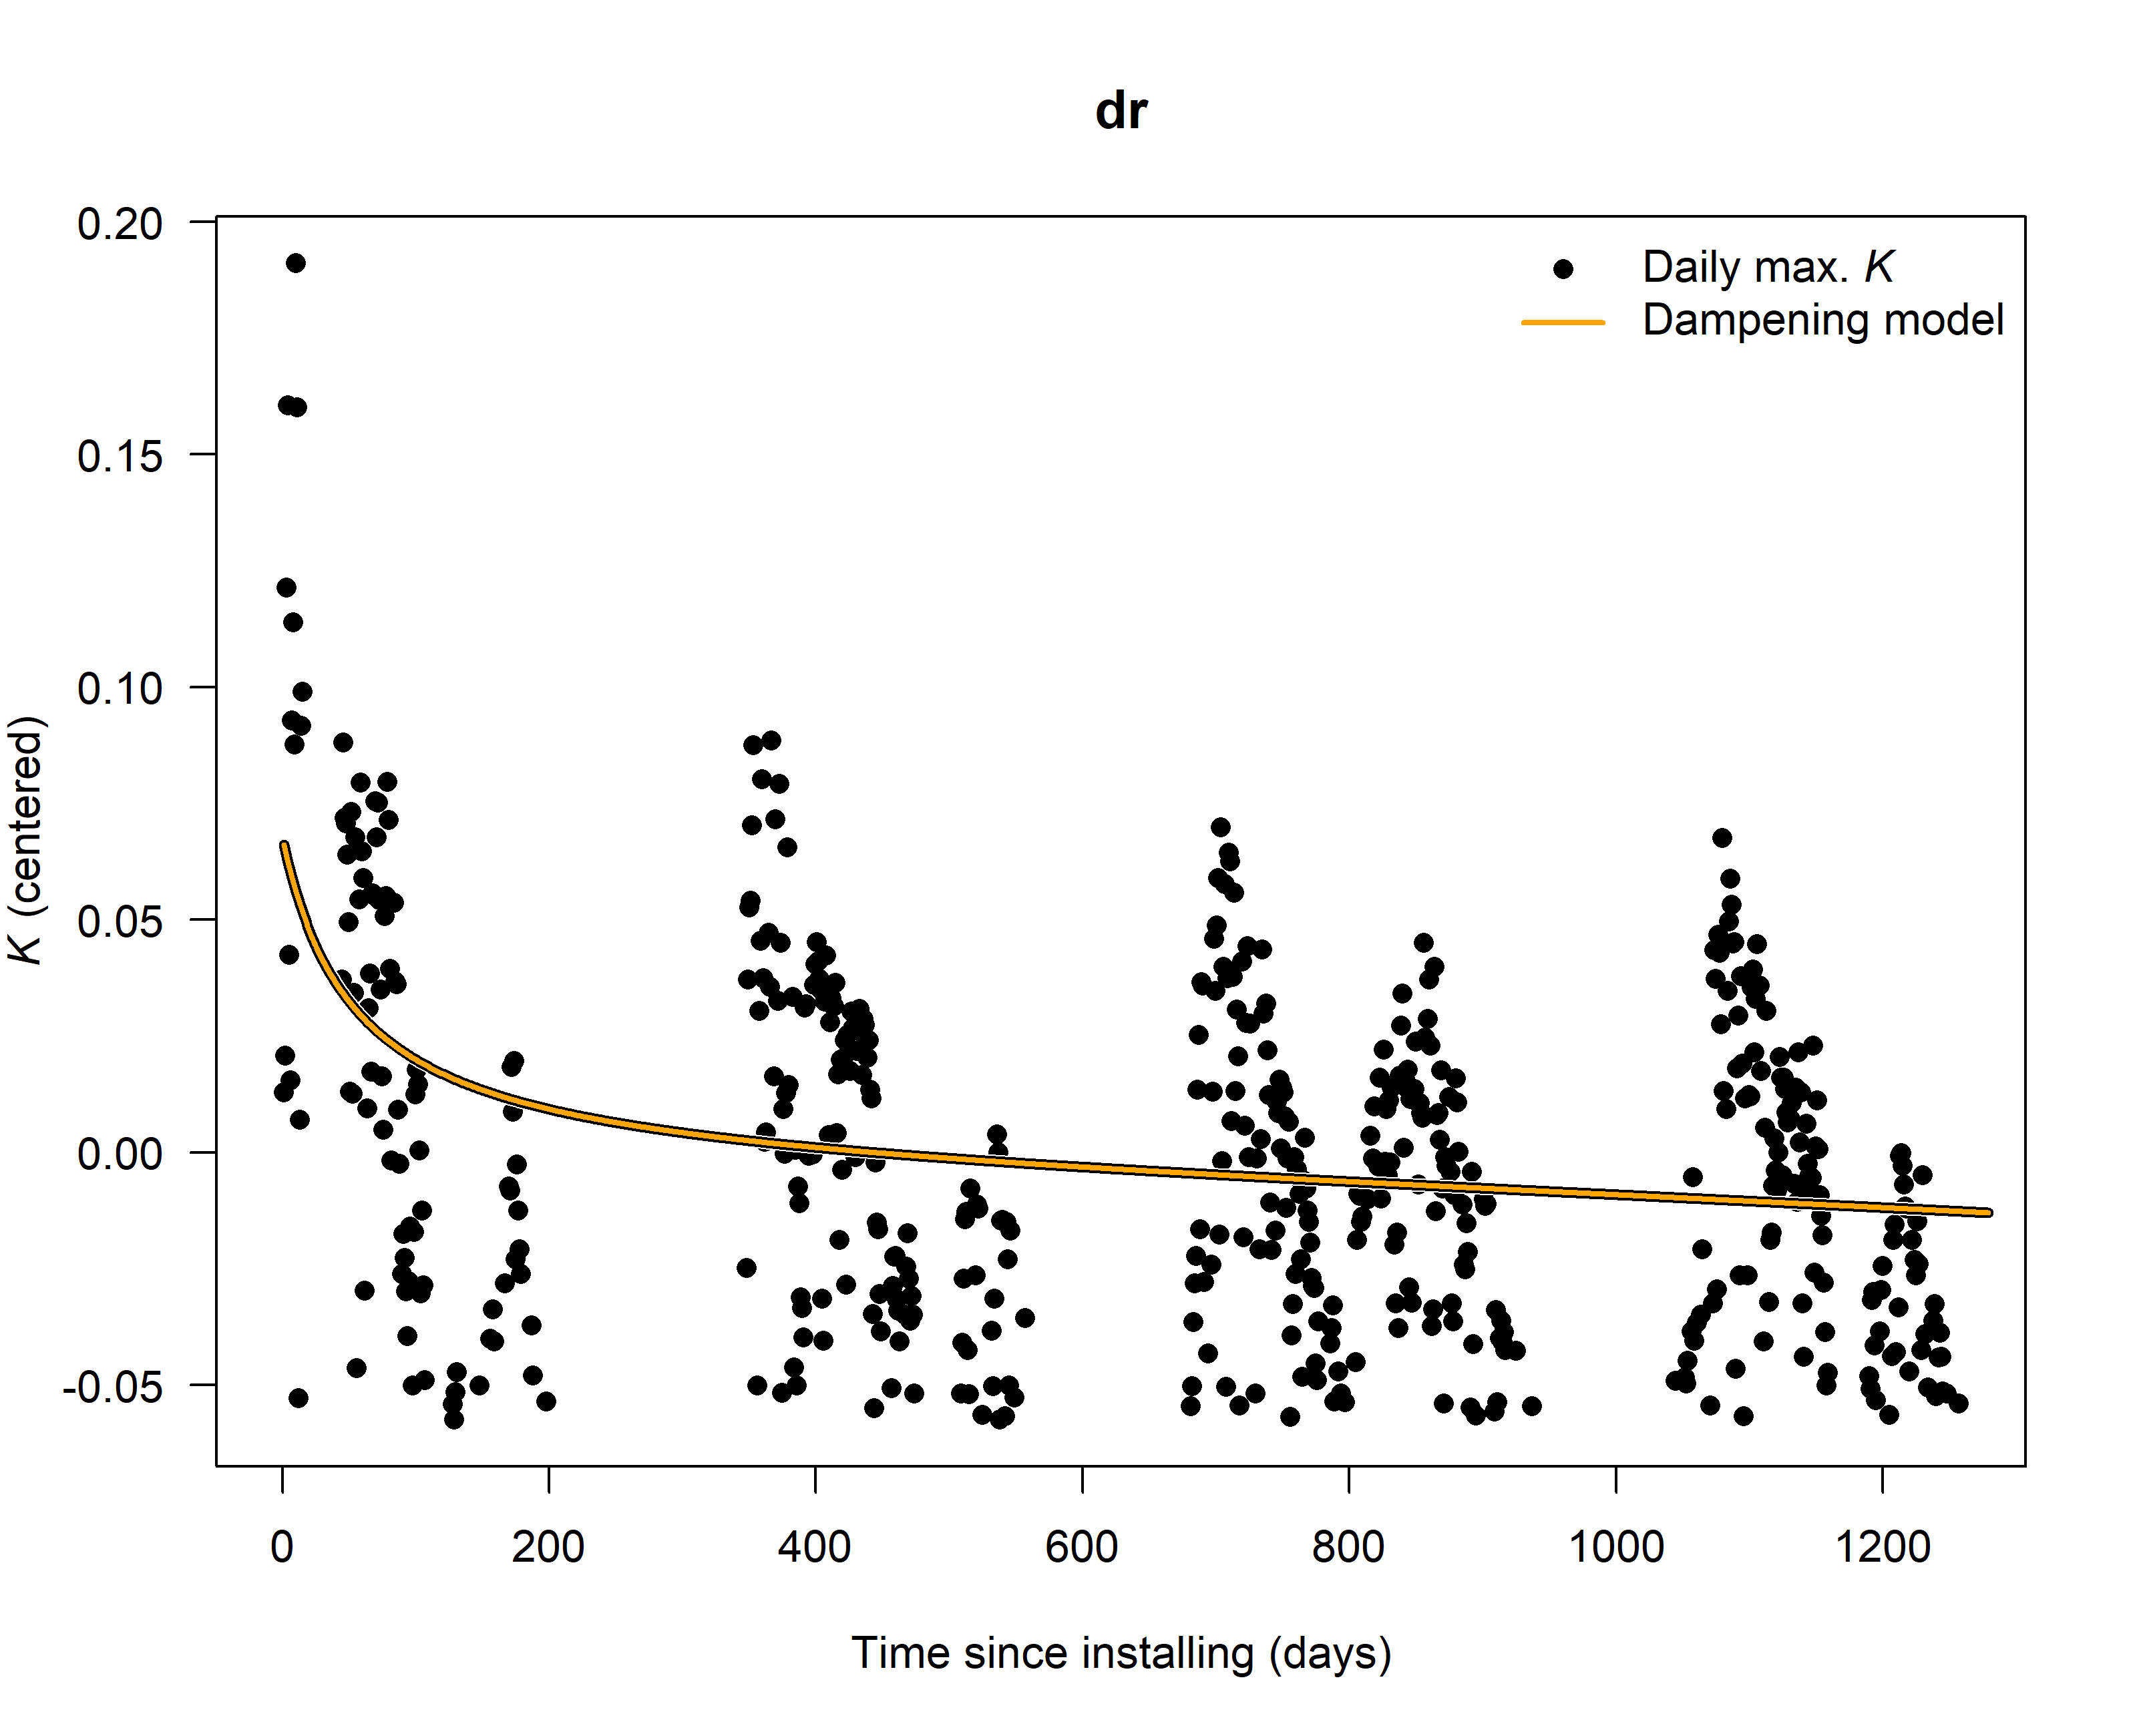 dr
0.20
0.15
0.10
0.05
0.00
-0.05
K (centered)
Daily max. K
Dampening model
0 200 400 600 800 1000 1200
Time since installing (days)